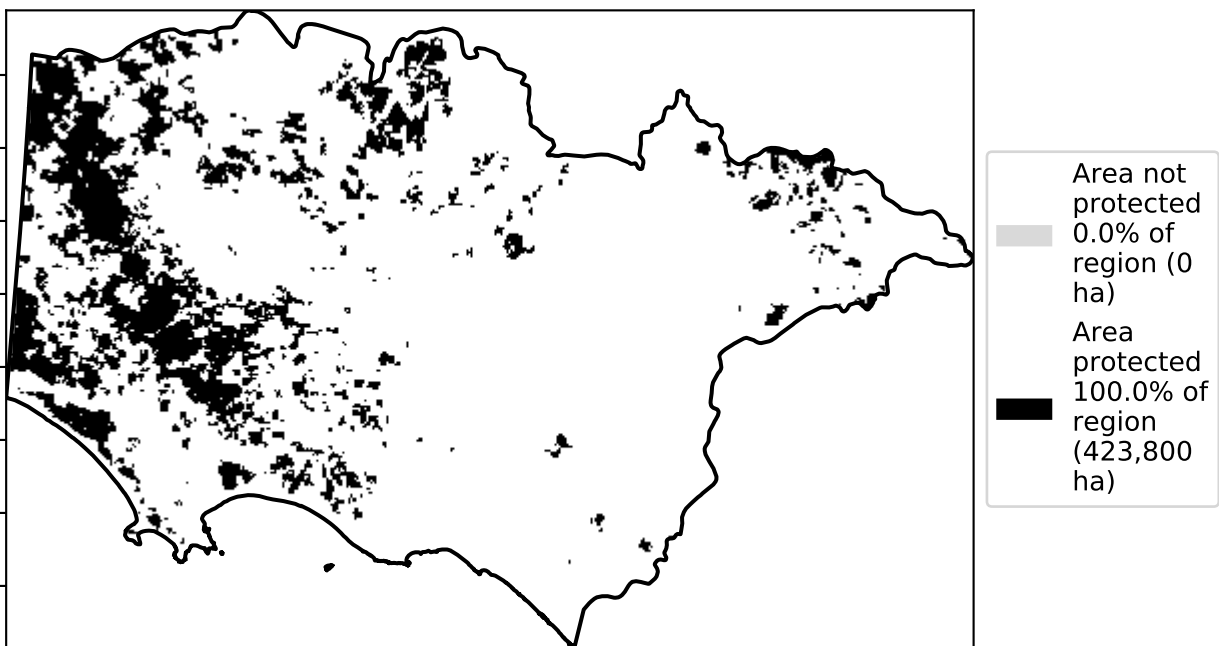 Area not
protected
0.0% of
region (0
ha)
Area
protected
100.0% of
region
(423,800
ha)